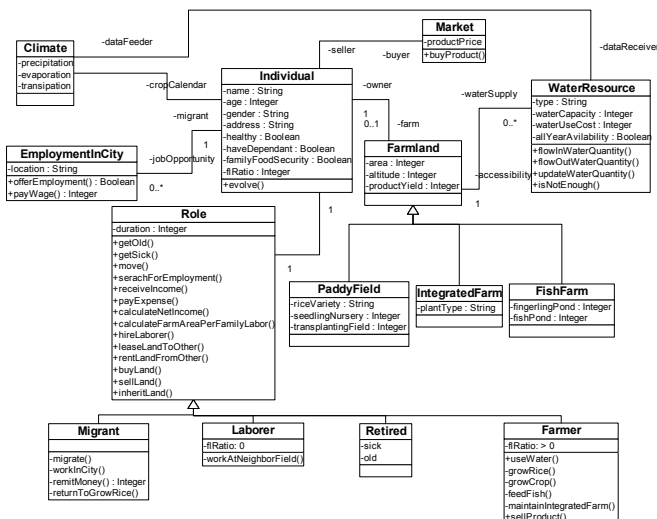 Market
-productPrice
+buyProduct()
Climate
-precipitation
-evaporation
-transipation
-dataFeeder
-seller
-buyer
-dataReceiver
-cropCalendar
Individual
-name : String
-age : Integer
-gender : String
-address : String
-healthy : Boolean
-haveDependant : Boolean
-familyFoodSecurity : Boolean
-flRatio : Integer
+evolve()
-owner
1
0..1
-farm
-waterSupply
0..*
WaterResource
-type : String
-waterCapacity : Integer
-waterUseCost : Integer
-allYearAvilability : Boolean
+flowInWaterQuantity()
+flowOutWaterQuantity()
+updateWaterQuantity()
+isNotEnough()
-migrant
1
-jobOpportunity
0..*
EmploymentInCity
-location : String
+offerEmployment() : Boolean
+payWage() : Integer
Farmland
-area : Integer
-altitude : Integer
-productYield : Integer
-accessibility
1
Role
-duration : Integer
+getOld()
+getSick()
+move()
+serachForEmployment()
+receiveIncome()
+payExpense()
+calculateNetIncome()
+calculateFarmAreaPerFamilyLabor()
+hireLaborer()
+leaseLandToOther()
+rentLandFromOther()
+buyLand()
+sellLand()
+inheritLand()
1
1
PaddyField
-riceVariety : String
-seedlingNursery : Integer
-transplantingField : Integer
IntegratedFarm
-plantType : String
FishFarm
-fingerlingPond : Integer
-fishPond : Integer
Migrant
-migrate()
-workInCity()
-remitMoney() : Integer
-returnToGrowRice()
Laborer
-flRatio: 0
-workAtNeighborField()
Retired
-sick
-old
Farmer
-flRatio: > 0
+useWater()
-growRice()
-growCrop()
-feedFish()
-maintainIntegratedFarm()
+sellProduct()